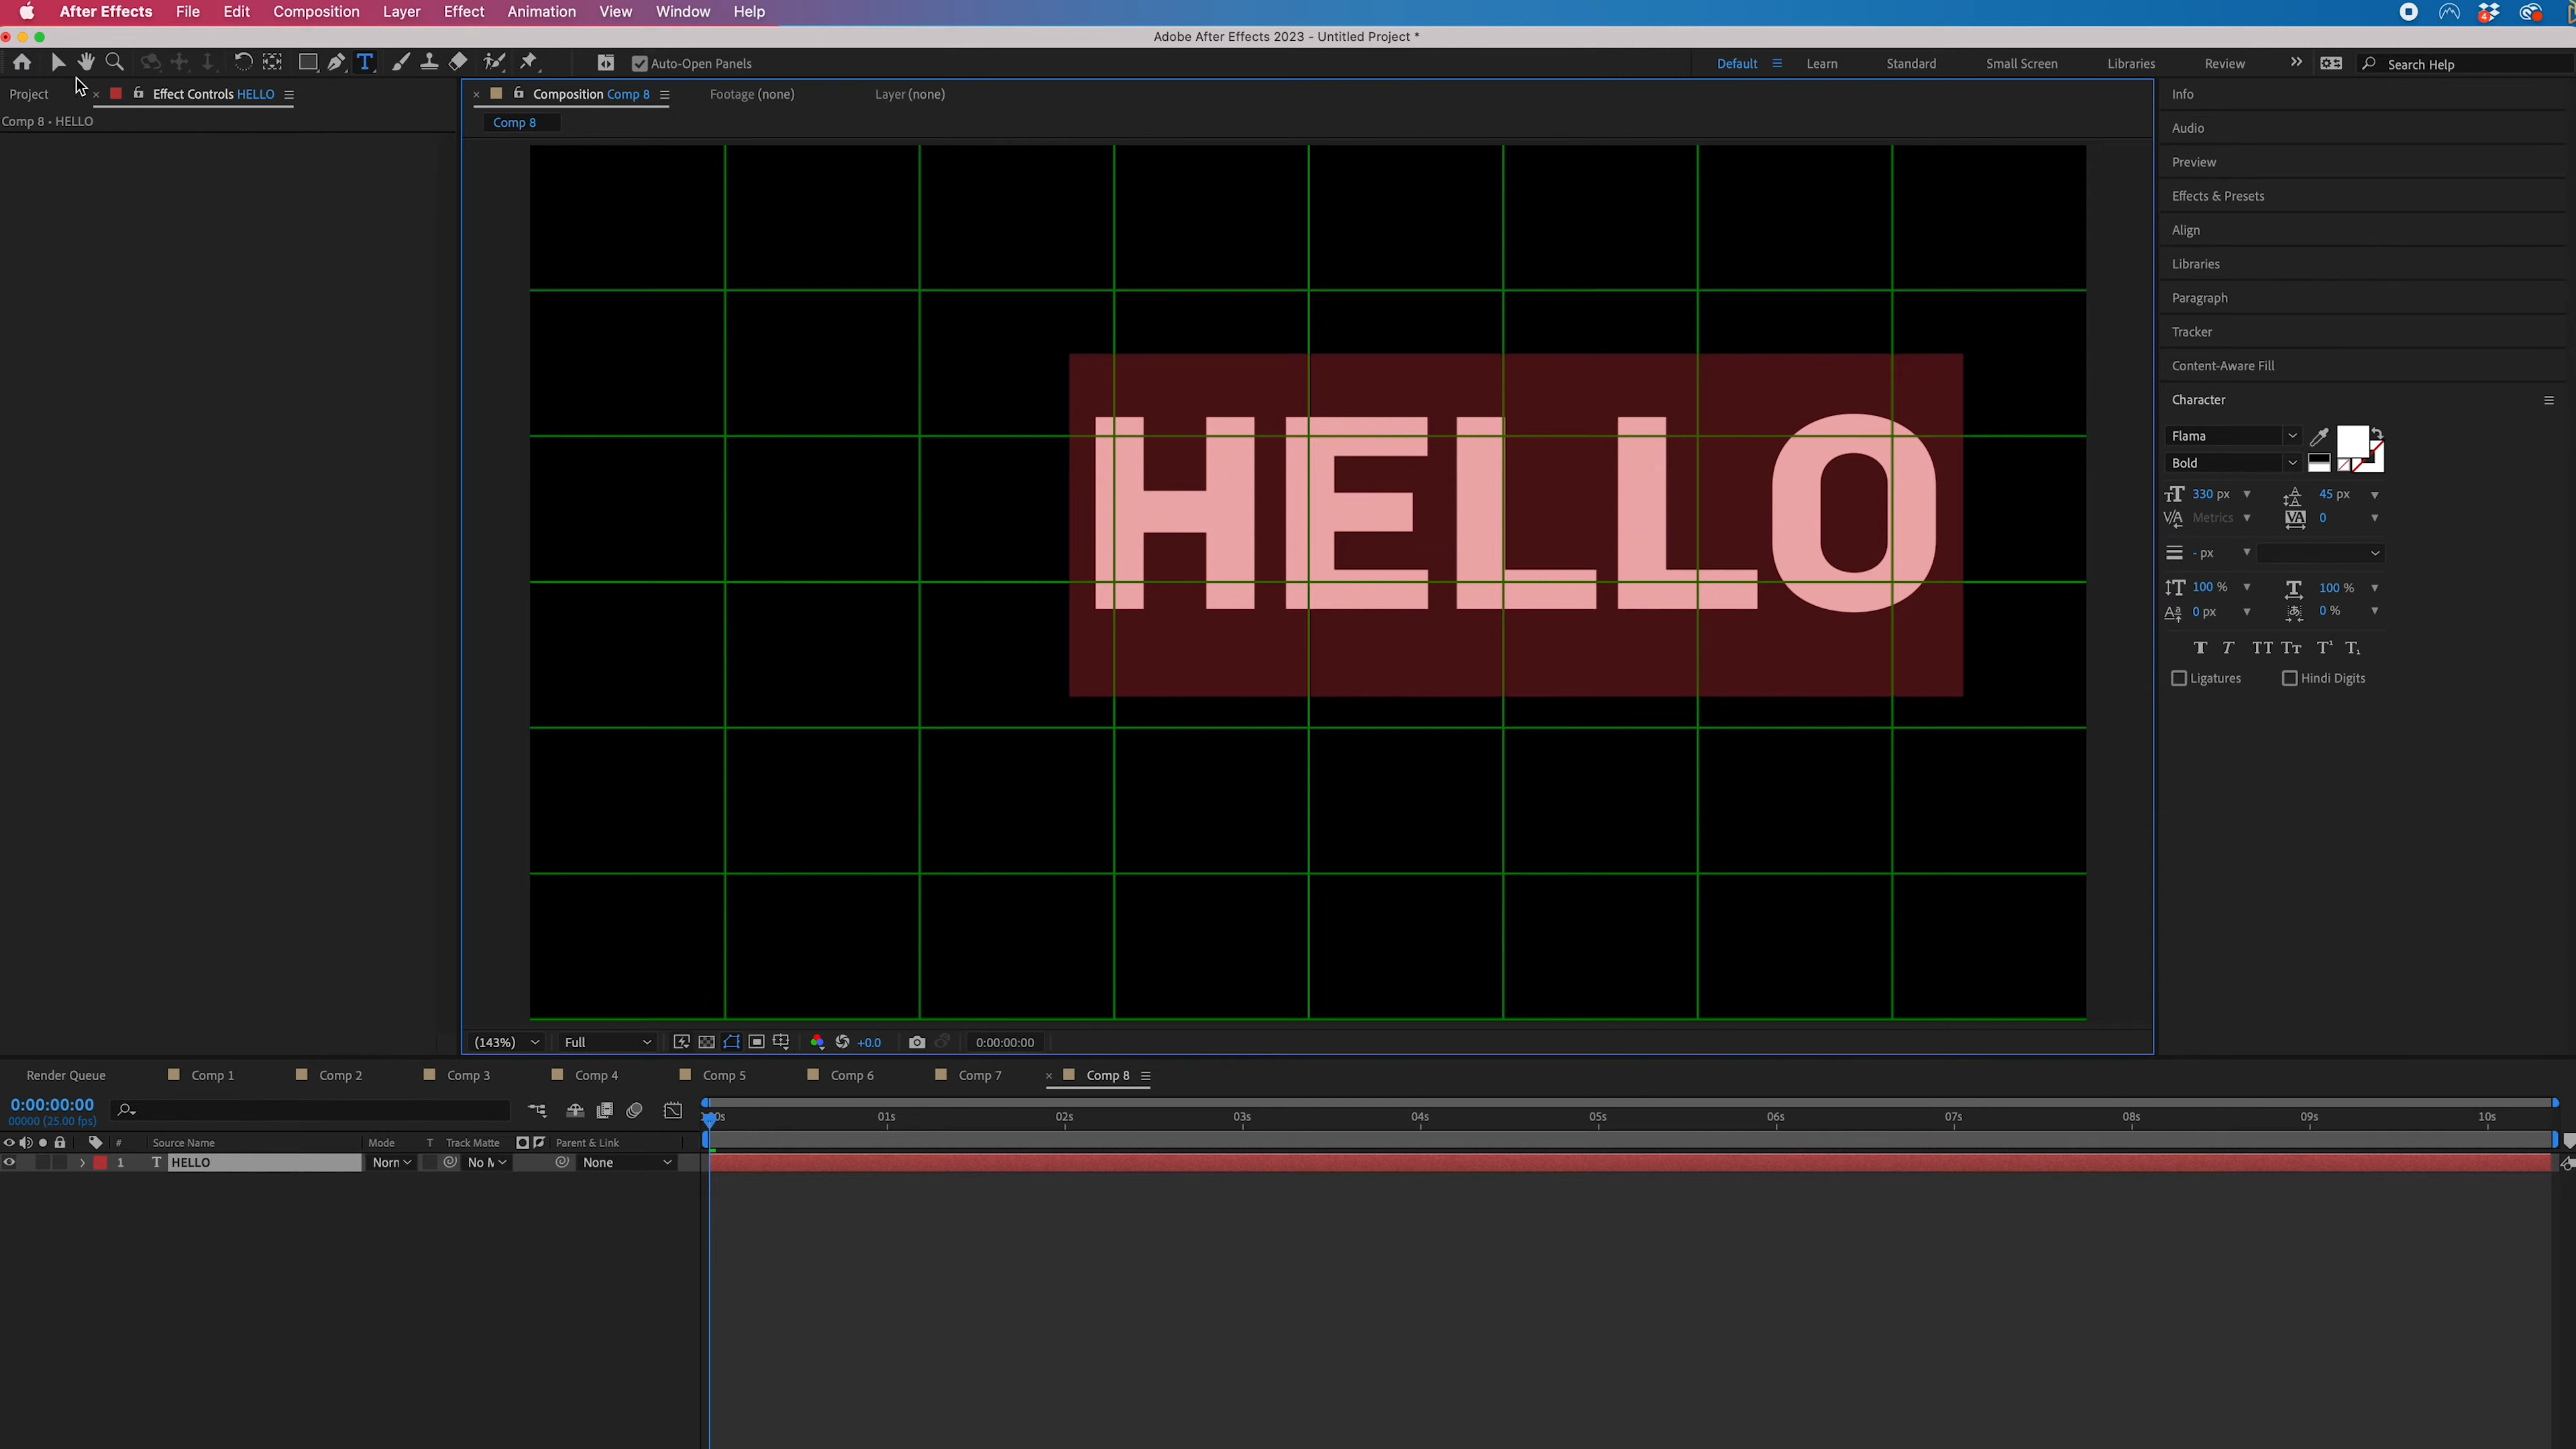 After Effects File Edit Composition Layer Effect Animation View Window Help
4
Adobe After Effects 2023 - Untitled Project *
Auto-Open Panels
Default Learn Standard Small Screen Libraries Review
Search Help
Project
Effect Controls HELLO
Comp 8 • HELLO
Composition Comp 8
Footage (none)
Layer (none)
Comp 8
HELLO
Info
Audio
Preview
Effects & Presets
Align
Libraries
Paragraph
Tracker
Content-Aware Fill
Character
Flama
Bold
330 px 45 px
Metrics 0
- px
100 % 100 %
0 px 0 %
Ligatures Hindi Digits
(143%) Full +0.0 0:00:00:00
Render Queue Comp 1 Comp 2 Comp 3 Comp 4 Comp 5 Comp 6 Comp 7 Comp 8
0:00:00:00
00000 (25.00 fps)
01s 02s 03s 04s 05s 06s 07s 08s 09s 10s
# Source Name Mode T Track Matte Parent & Link
1 T HELLO Norn No M None